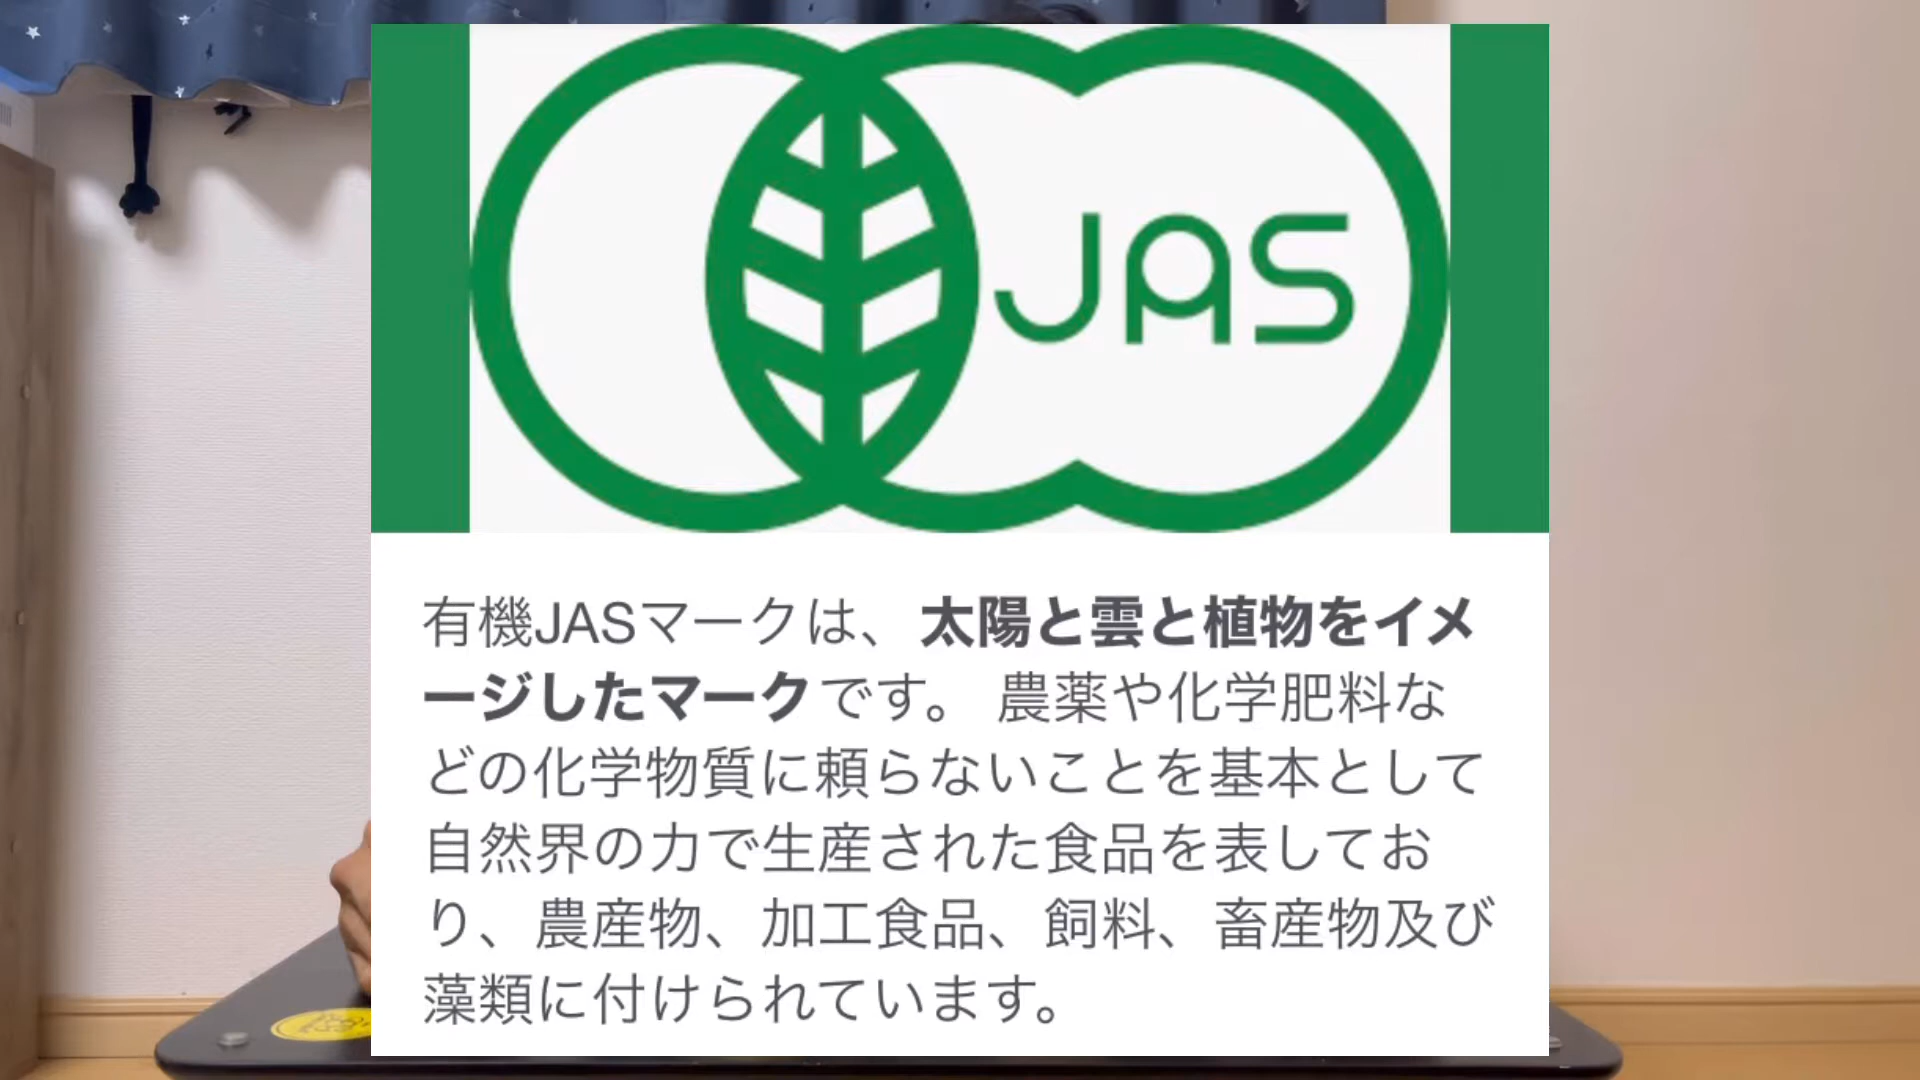 JAS
有機JASマークは、太陽と雲と植物をイメ
ージしたマークです。 農薬や化学肥料な
どの化学物質に頼らないことを基本として
自然界の力で生産された食品を表してお
り、農産物、加工食品、飼料、畜産物及び
藻類に付けられています。